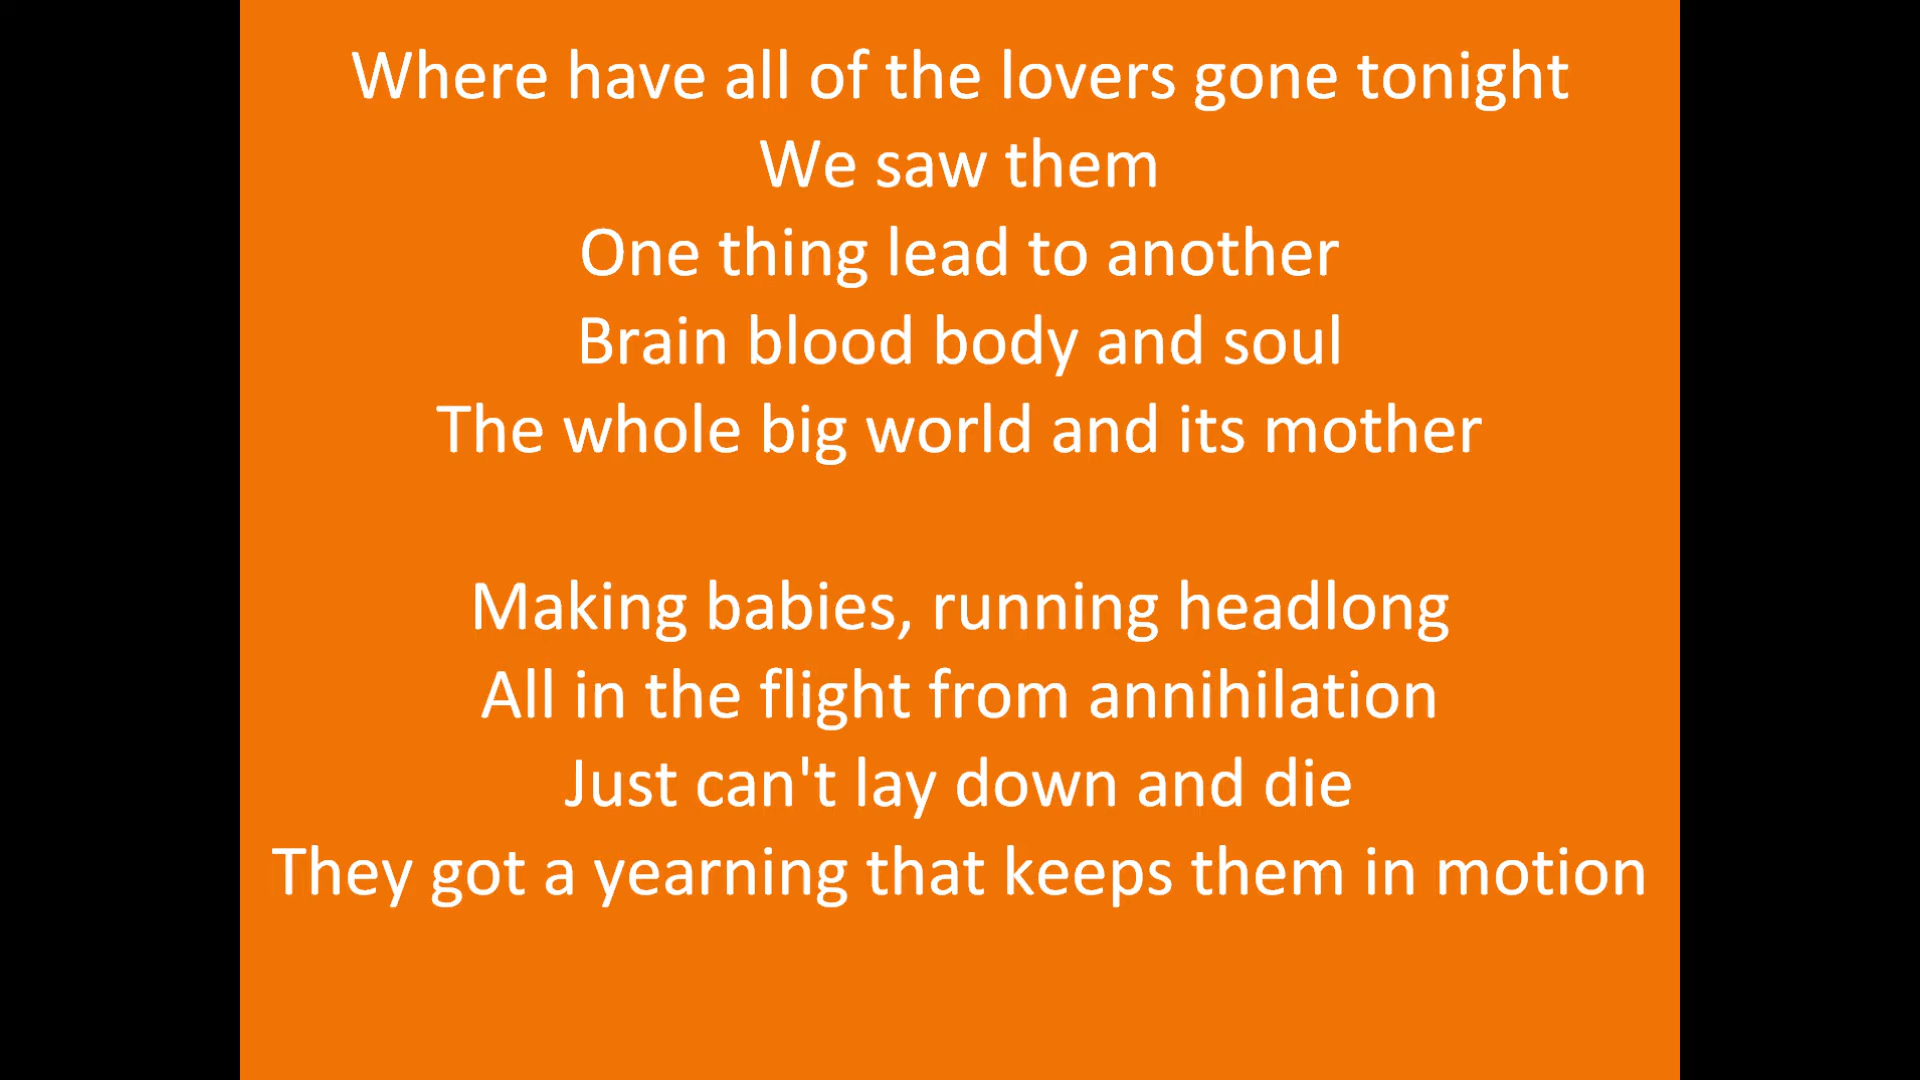 Where have all of the lovers gone tonight
We saw them
One thing lead to another
Brain blood body and soul
The whole big world and its mother
Making babies, running headlong
All in the flight from annihilation
Just can't lay down and die
They got a yearning that keeps them in motion